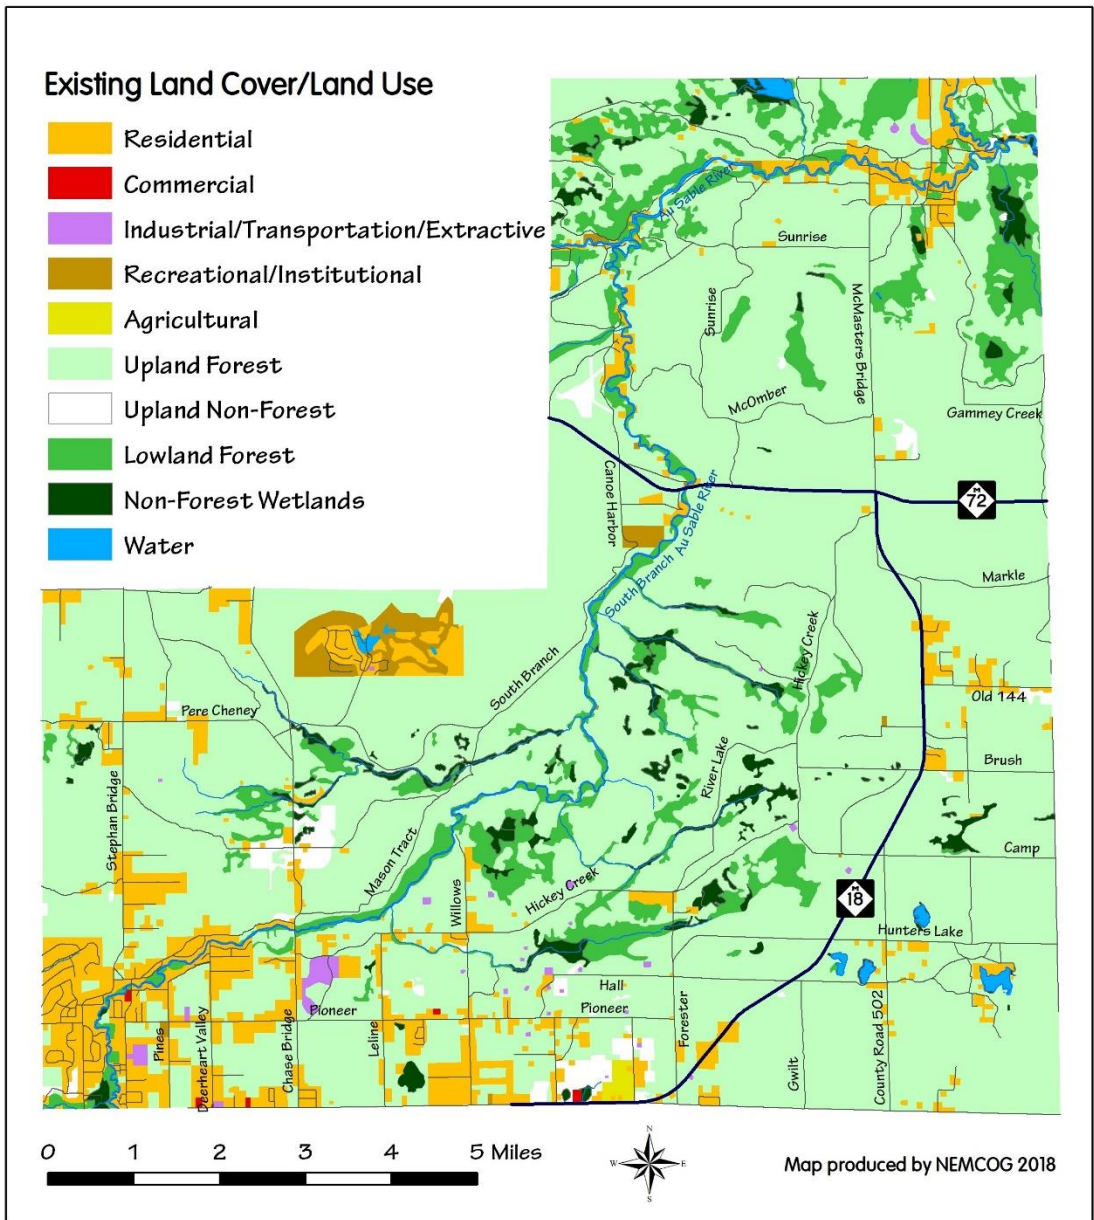 Existing Land Cover/Land Use
Residential
Commercial
Industrial/Transportation/Extractive
Recreational/Institutional
Agricultural
Upland Forest
Upland Non-Forest
Lowland Forest
Non-Forest Wetlands
Water
Au Sable River
Sunrise
Sunrise
McMasters Bridge
McOmber
Gammey Creek
Canoe Harbor
M
72
South Branch Au Sable River
Markle
Hickey Creek
South Branch
Old 144
Pere Cheney
River Lake
Brush
Stephan Bridge
Mason Tract
Camp
Willows
Hickey Creek
M
18
Hunters Lake
Hall
Pioneer
Pioneer
Pines
Deerheart Valley
Chase Bridge
Leline
Forester
Gwilt
County Road 502
0 1 2 3 4 5 Miles
N
W E
S
Map produced by NEMCOG 2018